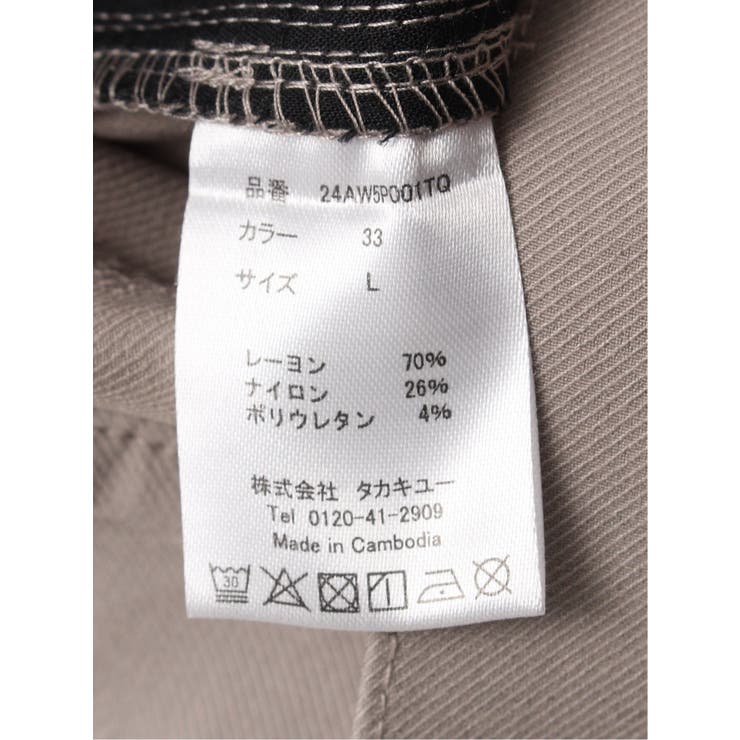 品番 24AW5P001TQ
カラー 33
サイズ L
レーヨン 70%
ナイロン 26%
ポリウレタン 4%
株式会社 タカキユー
Tel 0120-41-2909
Made in Cambodia
30